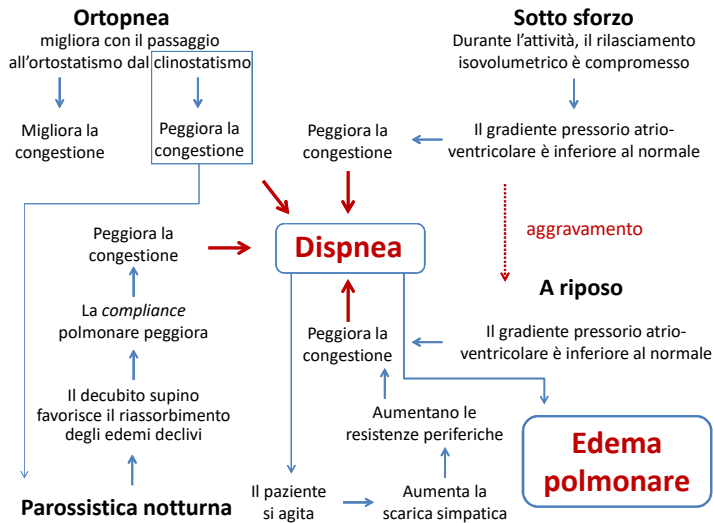 Ortopnea
migliora con il passaggio
all’ortostatismo dal clinostatismo
Migliora la
congestione
Peggiora la
congestione
Sotto sforzo
Durante l’attività, il rilasciamento
isovolumetrico è compromesso
Peggiora la
congestione
Il gradiente pressorio atrio-
ventricolare è inferiore al normale
aggravamento
Peggiora la
congestione
Dispnea
A riposo
La compliance
polmonare peggiora
Peggiora la
congestione
Il gradiente pressorio atrio-
ventricolare è inferiore al normale
Il decubito supino
favorisce il riassorbimento
degli edemi declivi
Aumentano le
resistenze periferiche
Edema
polmonare
Parossistica notturna
Il paziente
si agita
Aumenta la
scarica simpatica